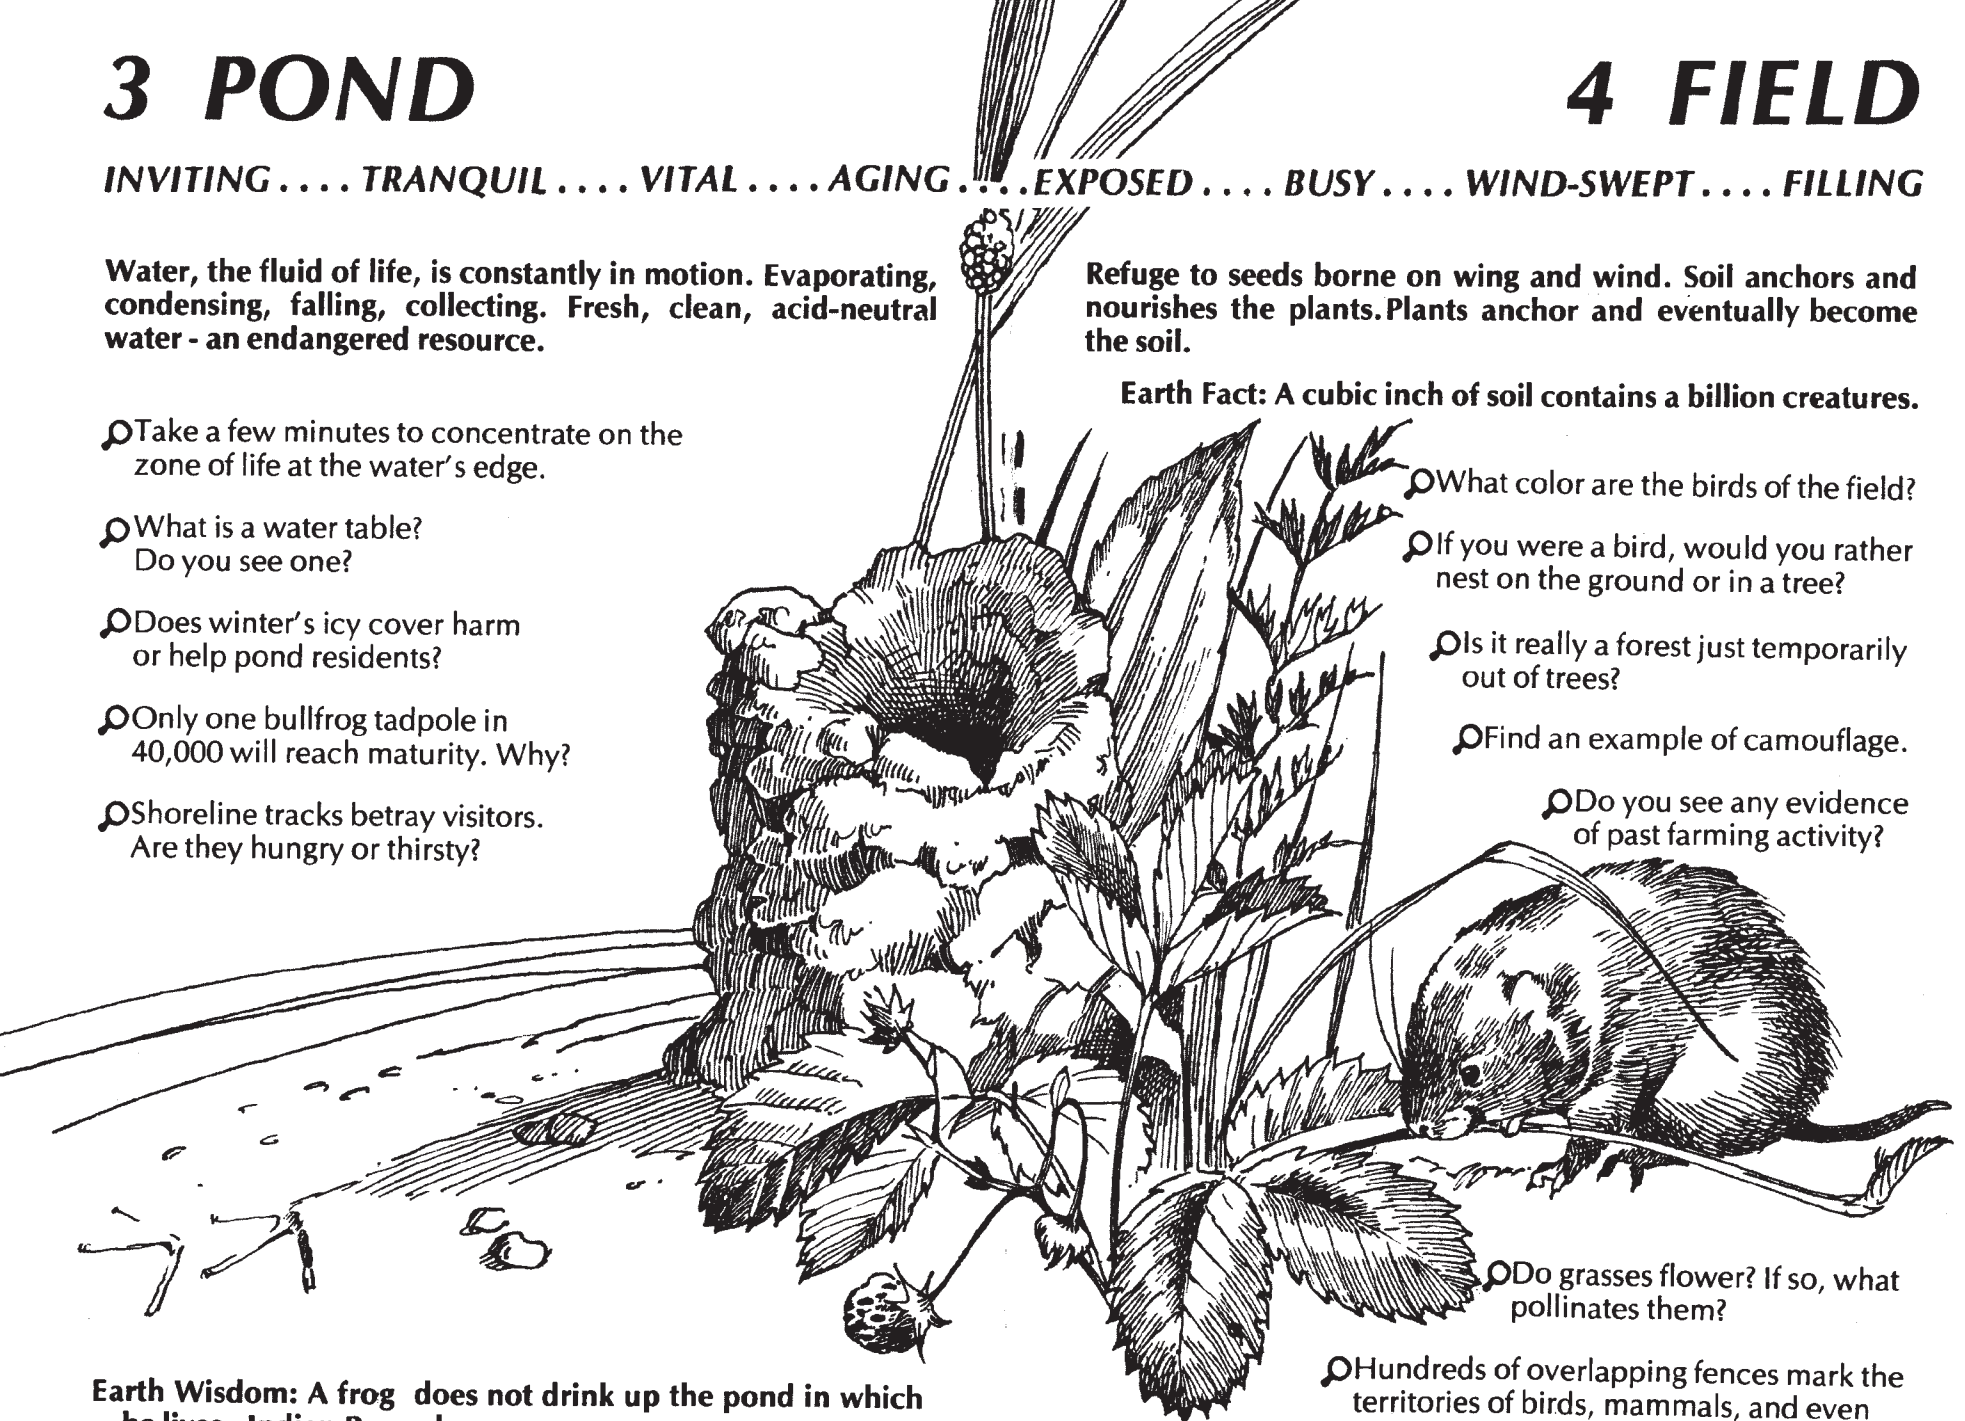 3 POND
INVITING.... TRANQUIL.... VITAL....AGING....
Water, the fluid of life, is constantly in motion. Evaporating,
condensing, falling, collecting. Fresh, clean, acid-neutral
water - an endangered resource.
Take a few minutes to concentrate on the
zone of life at the water's edge.
What is a water table?
Do you see one?
Does winter's icy cover harm
or help pond residents?
Only one bullfrog tadpole in
40,000 will reach maturity. Why?
Shoreline tracks betray visitors.
Are they hungry or thirsty?
Earth Wisdom: A frog does not drink up the pond in which
4 FIELD
EXPOSED.... BUSY.... WIND-SWEPT.... FILLING
Refuge to seeds borne on wing and wind. Soil anchors and
nourishes the plants. Plants anchor and eventually become
the soil.
Earth Fact: A cubic inch of soil contains a billion creatures.
What color are the birds of the field?
If you were a bird, would you rather
nest on the ground or in a tree?
Is it really a forest just temporarily
out of trees?
Find an example of camouflage.
Do you see any evidence
of past farming activity?
Do grasses flower? If so, what
pollinates them?
Hundreds of overlapping fences mark the
territories of birds, mammals, and even